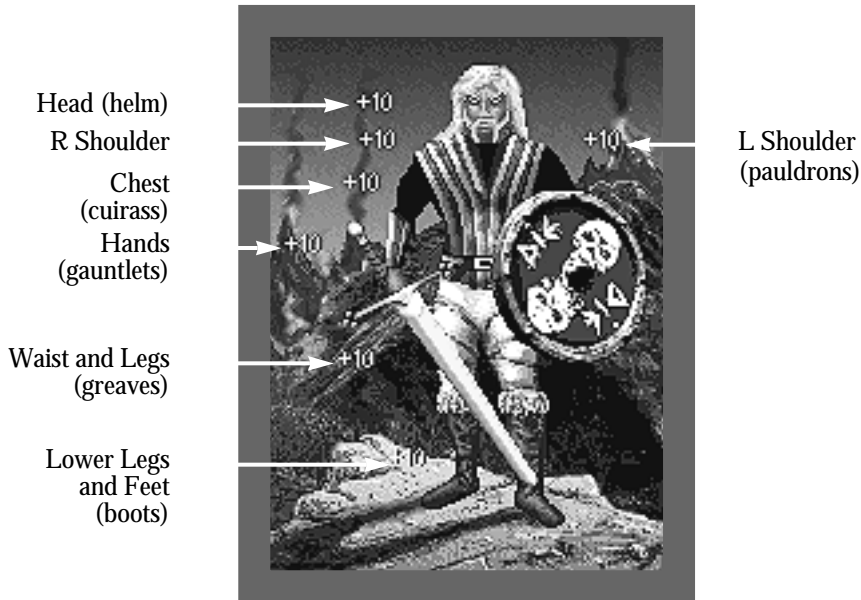 Head (helm)
+10
R Shoulder
+10
+10
L Shoulder
(pauldrons)
Chest
(cuirass)
+10
Hands
(gauntlets)
+10
Waist and Legs
(greaves)
+10
Lower Legs
and Feet
(boots)
+10